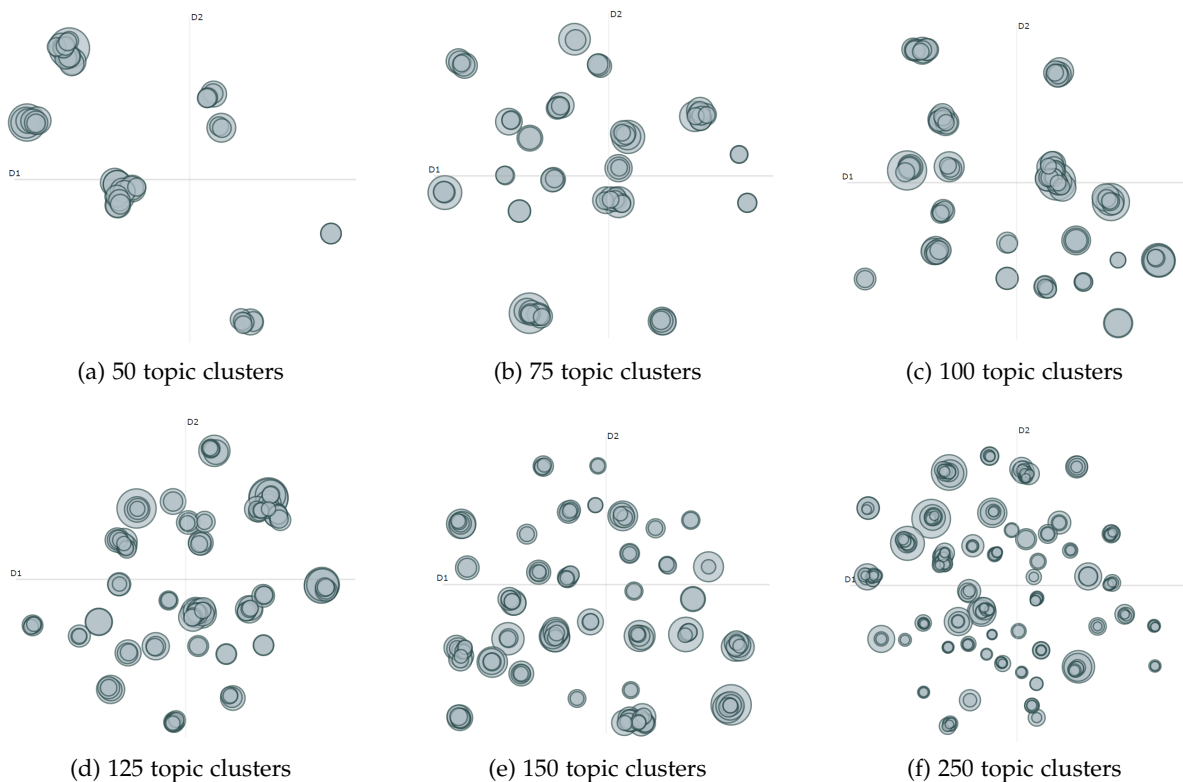 D2
D1
(a) 50 topic clusters
D2
D1
(b) 75 topic clusters
D2
D1
(c) 100 topic clusters
D2
D1
(d) 125 topic clusters
D2
D1
(e) 150 topic clusters
D2
D1
(f) 250 topic clusters